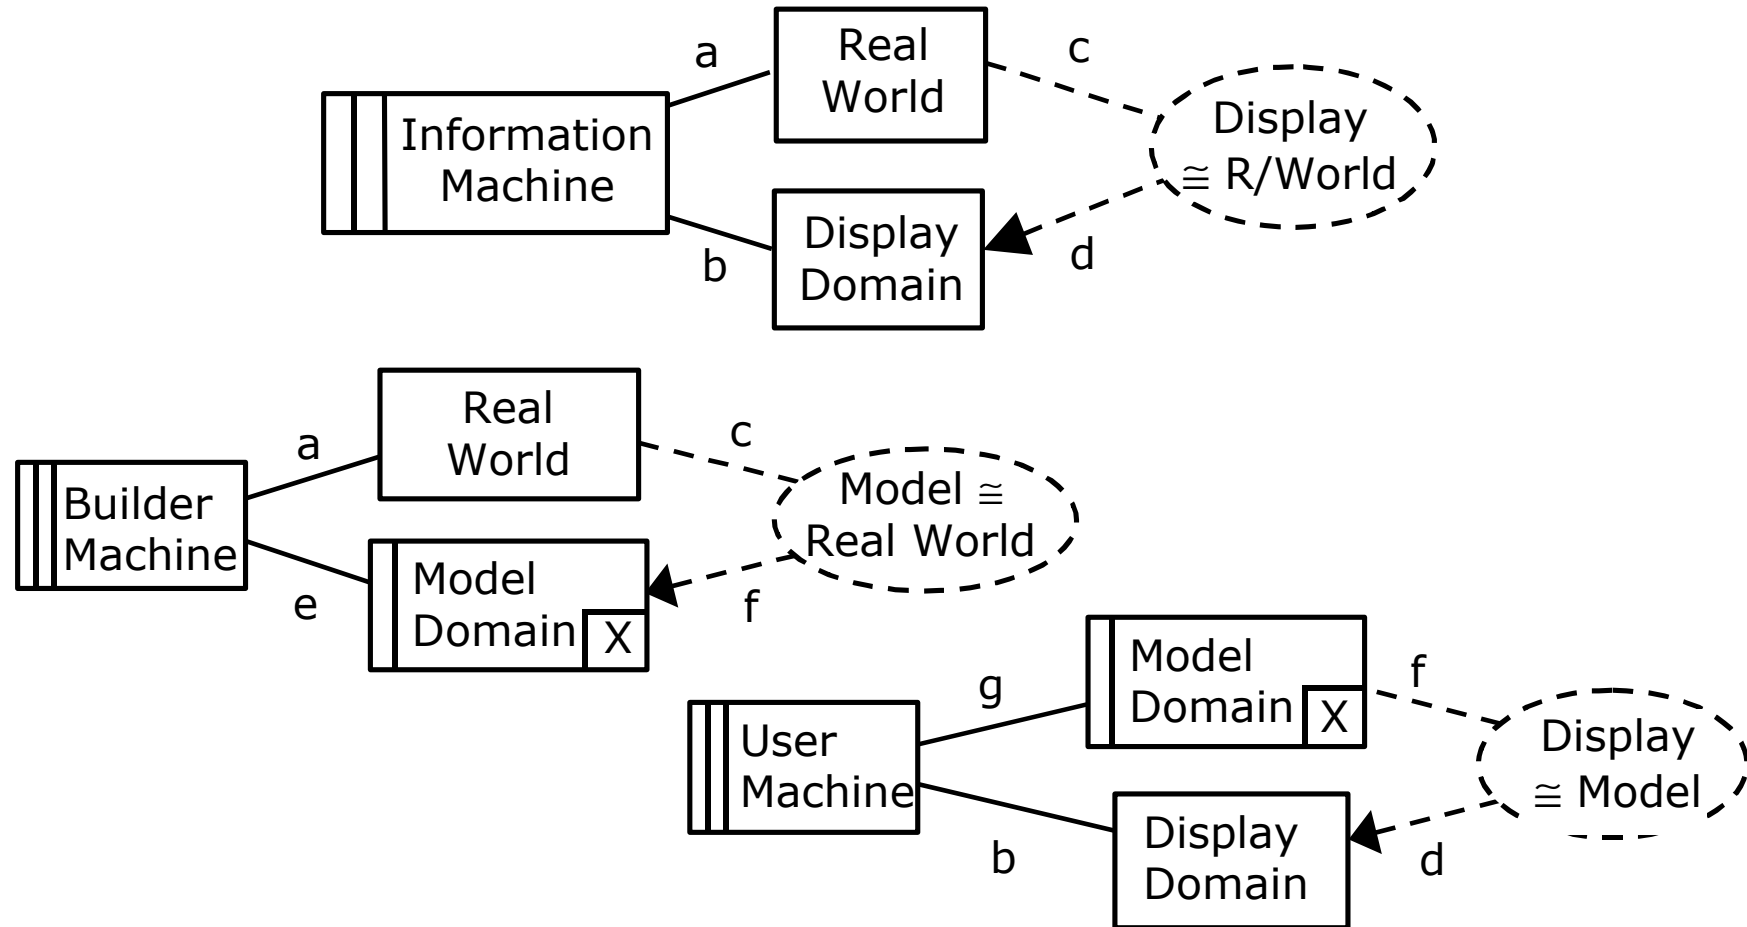 a
Real
World
c
Information
Machine
Display
≅ R/World
b
Display
Domain
d
Real
World
a
c
Builder
Machine
Model ≅
Real World
e
Model
Domain
X
f
Model
Domain
X
g
f
User
Machine
Display
≅ Model
b
Display
Domain
d